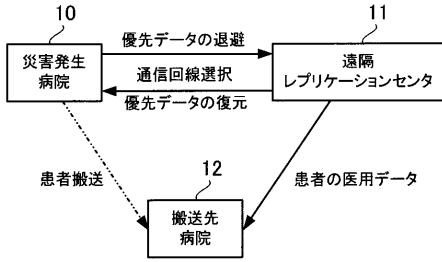 10
災害発生
病院
優先データの退避
通信回線選択
優先データの復元
11
遠隔
レプリケーションセンタ
患者搬送
12
搬送先
病院
患者の医用データ